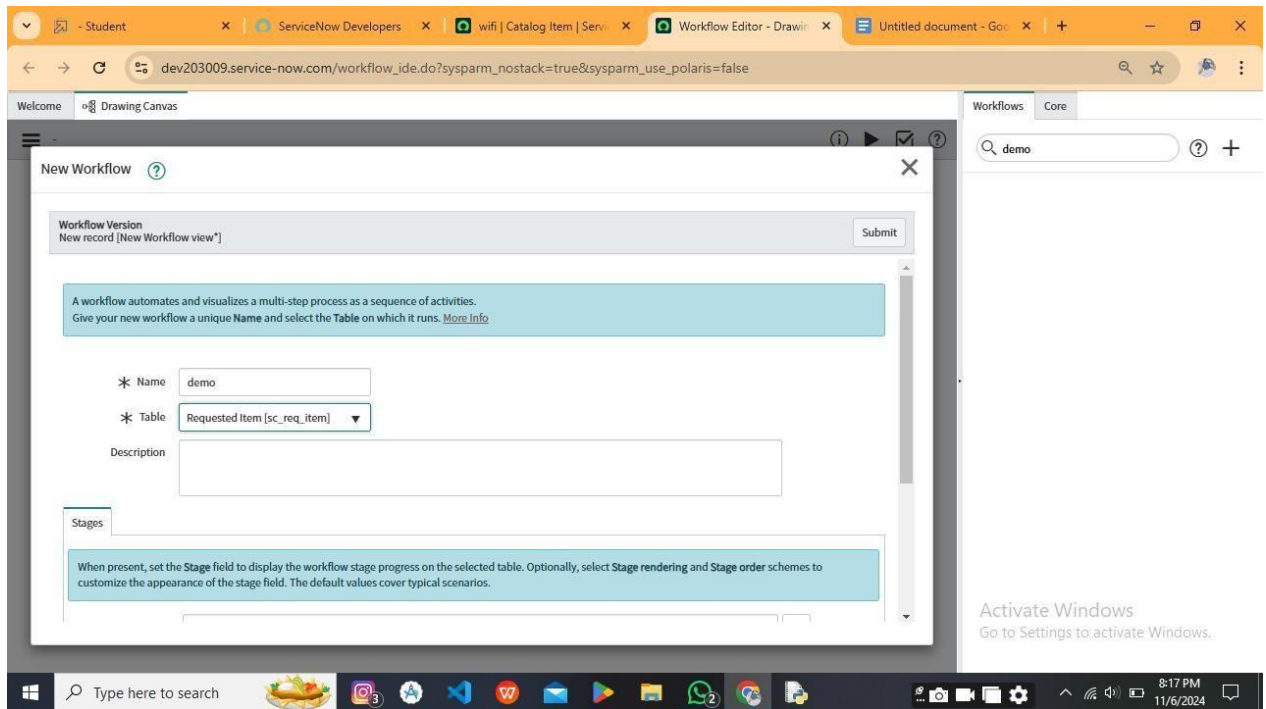 - Student
ServiceNow Developers
wifi | Catalog Item | Servi
Workflow Editor - Drawin
Untitled document - Goo
dev203009.service-now.com/workflow_ide.do?sysparm_nostack=true&sysparm_use_polaris=false
Welcome
Drawing Canvas
Workflows
Core
-
demo
New Workflow
Workflow Version
New record [New Workflow view*]
Submit
A workflow automates and visualizes a multi-step process as a sequence of activities.
Give your new workflow a unique Name and select the Table on which it runs. More Info
Name
demo
Table
Requested Item [sc_req_item]
Description
Stages
When present, set the Stage field to display the workflow stage progress on the selected table. Optionally, select Stage rendering and Stage order schemes to
customize the appearance of the stage field. The default values cover typical scenarios.
Activate Windows
Go to Settings to activate Windows.
Type here to search
3
2
8:17 PM
11/6/2024